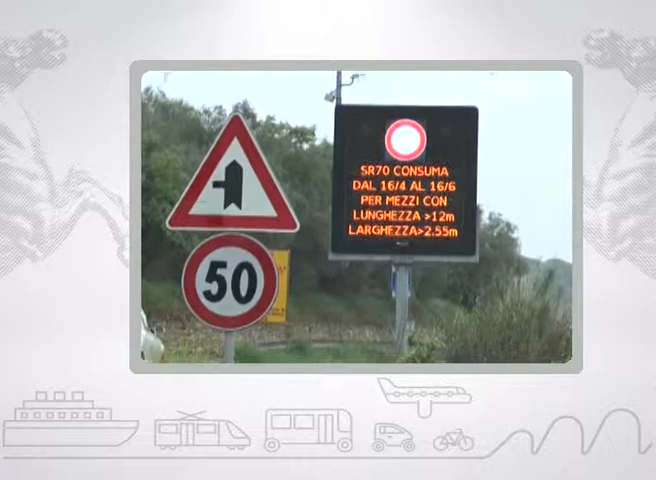 50
SR70 CONSUMA
DAL 16/4 AL 16/6
PER MEZZI CON
LUNGHEZZA >12m
LARGHEZZA>2.55m